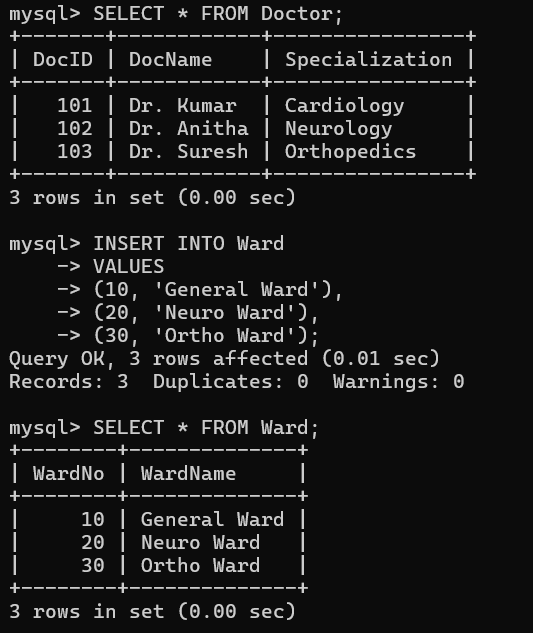 mysql> SELECT * FROM Doctor;
+-------+------------+----------------+
| DocID | DocName    | Specialization |
+-------+------------+----------------+
|   101 | Dr. Kumar  | Cardiology     |
|   102 | Dr. Anitha | Neurology      |
|   103 | Dr. Suresh | Orthopedics    |
+-------+------------+----------------+
3 rows in set (0.00 sec)

mysql> INSERT INTO Ward
    -> VALUES
    -> (10, 'General Ward'),
    -> (20, 'Neuro Ward'),
    -> (30, 'Ortho Ward');
Query OK, 3 rows affected (0.01 sec)
Records: 3  Duplicates: 0  Warnings: 0

mysql> SELECT * FROM Ward;
+--------+--------------+
| WardNo | WardName     |
+--------+--------------+
|     10 | General Ward |
|     20 | Neuro Ward   |
|     30 | Ortho Ward   |
+--------+--------------+
3 rows in set (0.00 sec)